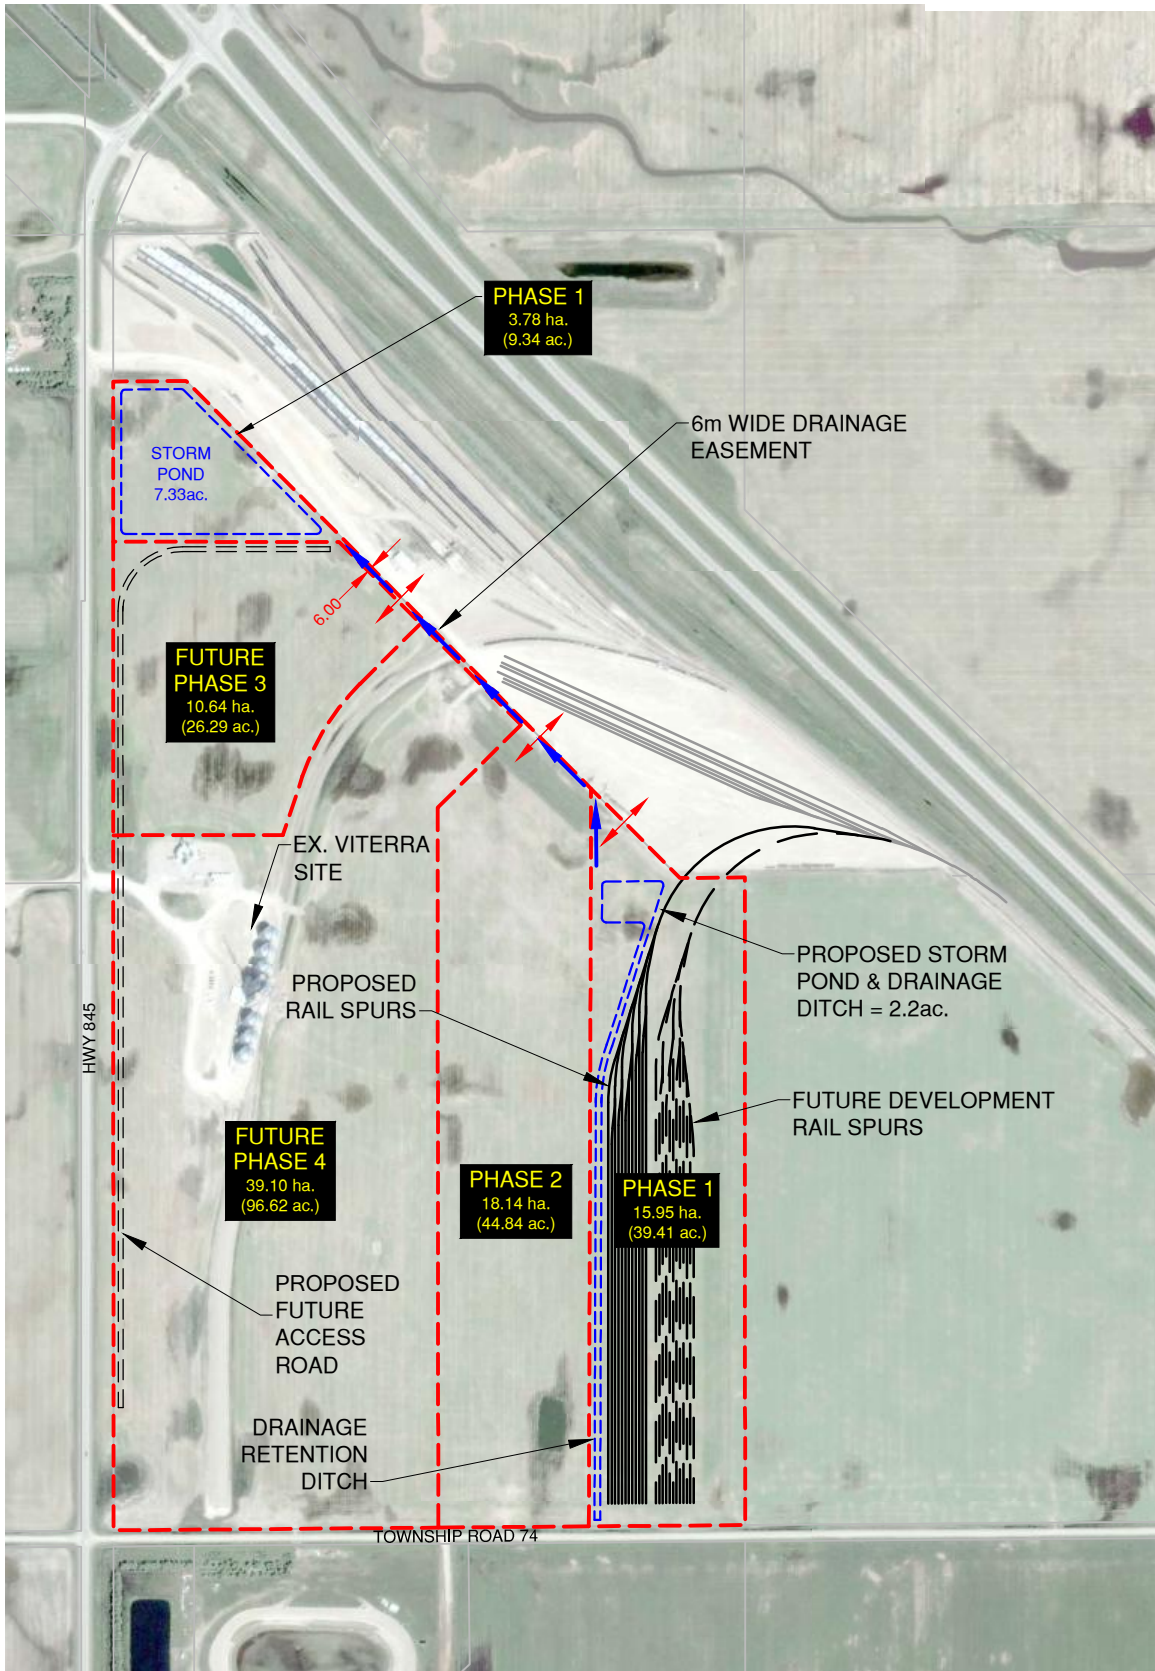 PHASE 1
3.78 ha.
(9.34 ac.)
6m WIDE DRAINAGE
EASEMENT
STORM
POND
7.33ac.
6.00
FUTURE
PHASE 3
10.64 ha.
(26.29 ac.)
EX. VITERRA
SITE
PROPOSED
RAIL SPURS
PROPOSED STORM
POND & DRAINAGE
DITCH = 2.2ac.
HWY 845
FUTURE DEVELOPMENT
RAIL SPURS
FUTURE
PHASE 4
39.10 ha.
(96.62 ac.)
PHASE 2
18.14 ha.
(44.84 ac.)
PHASE 1
15.95 ha.
(39.41 ac.)
PROPOSED
FUTURE
ACCESS
ROAD
DRAINAGE
RETENTION
DITCH
TOWNSHIP ROAD 74